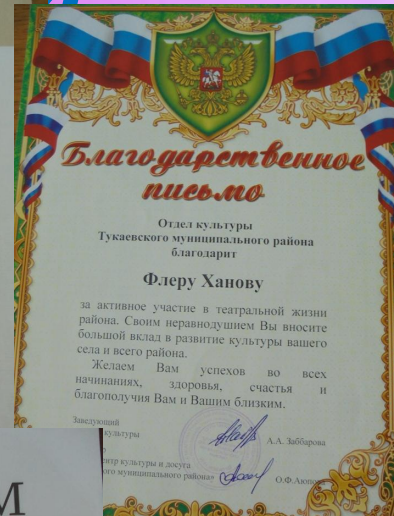 Благодарственное
письмо
Отдел культуры
Тукаевского муниципального района
благодарит
Флеру Ханову
за активное участие в театральной жизни
района. Своим неравнодушием Вы вносите
большой вклад в развитие культуры вашего
села и всего района.
Желаем Вам успехов во всех
начинаниях, здоровья, счастья и
благополучия Вам и Вашим близким.
Заведующий
культуры
А.А. Заббарова
культуры и досуга
муниципального района»
О.Ф.Аюпова
М